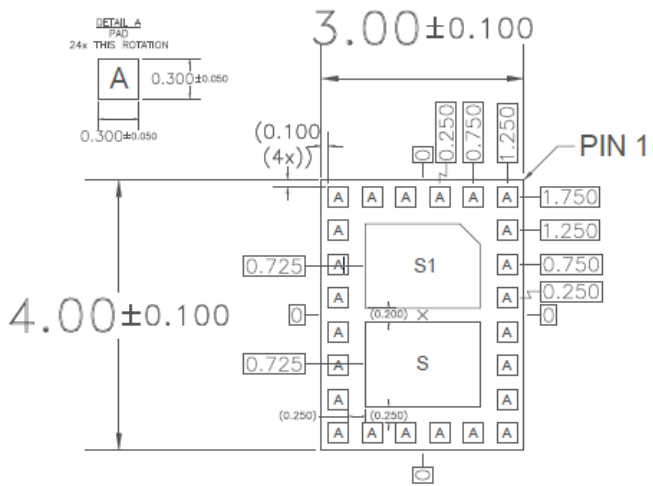 DETAIL A
PAD
24x THIS ROTATION
A
0.300±0.050
0.300±0.050
3.00±0.100
(0.100
(4x))
0
0.250
0.750
1.250
PIN 1
A A A A A A
1.750
A
A
1.250
S1
0.725
A
A
0.750
A
A
0.250
4.00±0.100
0
(0.200)
0
A
A
S
0.725
A
A
A
A
(0.250)
(0.250)
A A A A A A
0